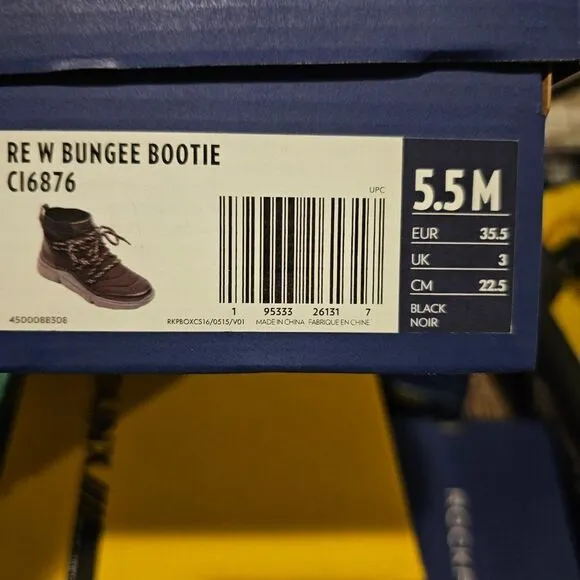 RE W BUNGEE BOOTIE
CI6876
UPC
1 95333 26131 7
4500088308
RKPBOXCS16/0515/V01 MADE IN CHINA FABRIQUE EN CHINE
5.5 M
EUR 35.5
UK 3
CM 22.5
BLACK
NOIR